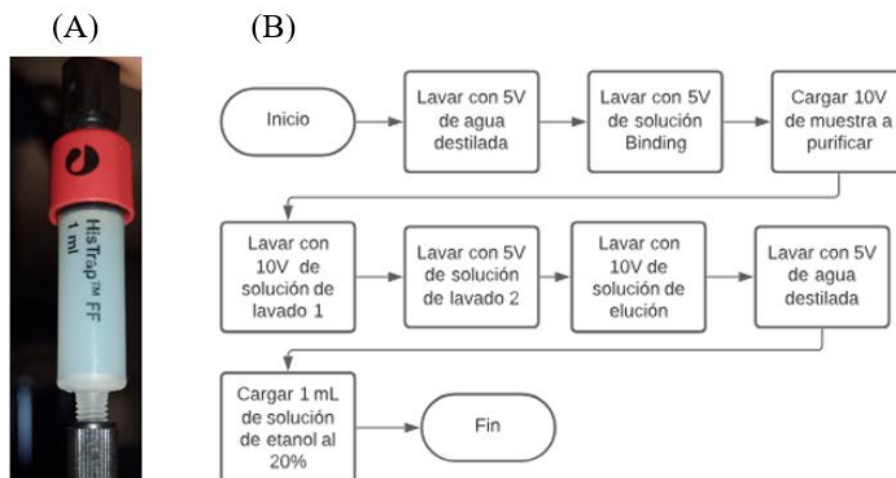 (A)
(B)
HisTrap™ FF
1 ml
Inicio
Lavar con 5V
de agua
destilada
Lavar con 5V
de solución
Binding
Cargar 10V
de muestra a
purificar
Lavar con
10V de
solución de
lavado 1
Lavar con 5V
de solución
de lavado 2
Lavar con
10V de
solución de
elución
Lavar con 5V
de agua
destilada
Cargar 1 mL
de solución
de etanol al
20%
Fin